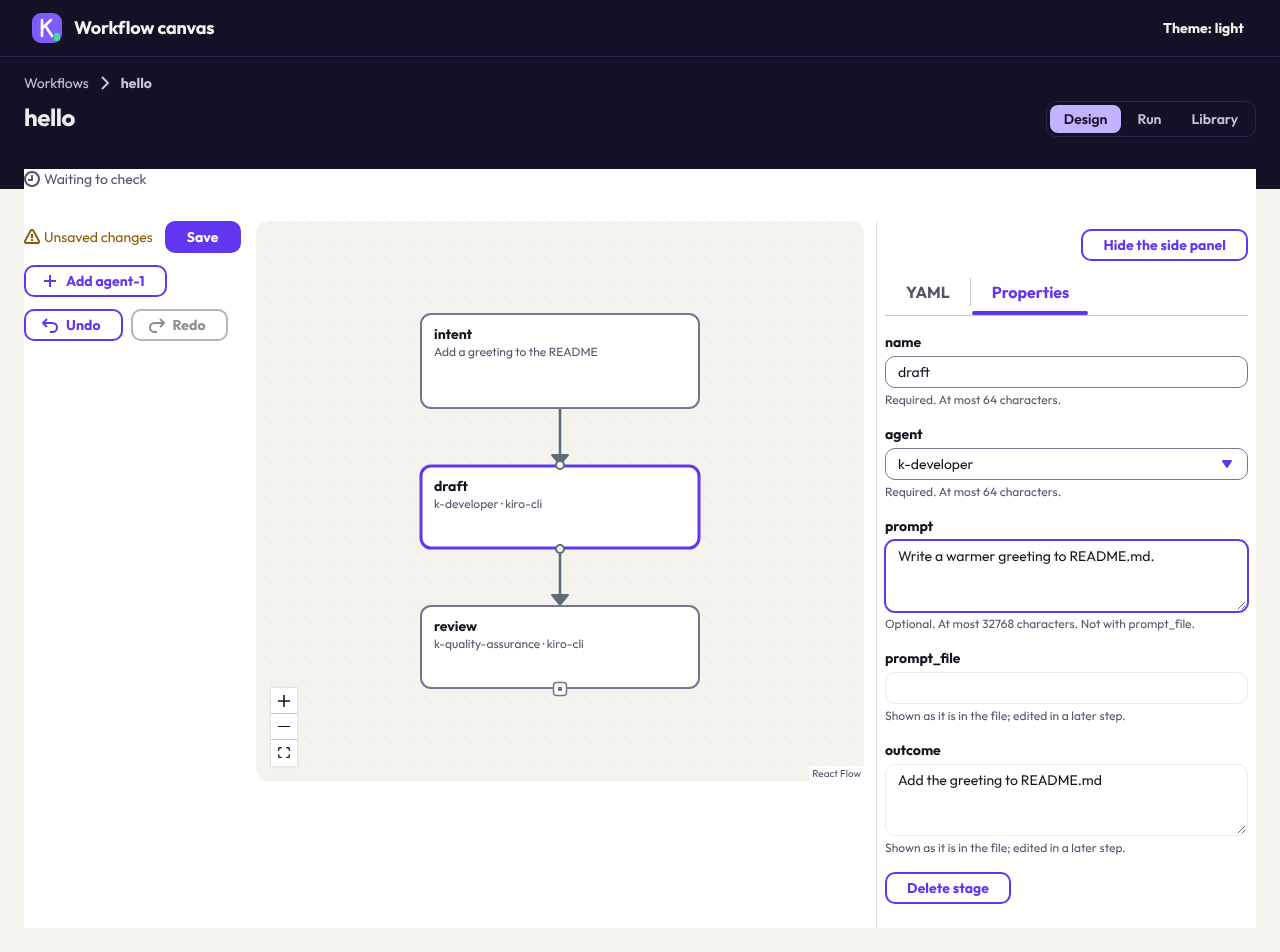 K
Workflow canvas
Theme: light
Workflows
hello
hello
Design
Run
Library
Waiting to check
Unsaved changes
Save
Add agent-1
Undo
Redo
intent
Add a greeting to the README
draft
k-developer · kiro-cli
review
k-quality-assurance · kiro-cli
React Flow
Hide the side panel
YAML
Properties
name
draft
Required. At most 64 characters.
agent
k-developer
Required. At most 64 characters.
prompt
Write a warmer greeting to README.md.
Optional. At most 32768 characters. Not with prompt_file.
prompt_file
Shown as it is in the file; edited in a later step.
outcome
Add the greeting to README.md
Shown as it is in the file; edited in a later step.
Delete stage